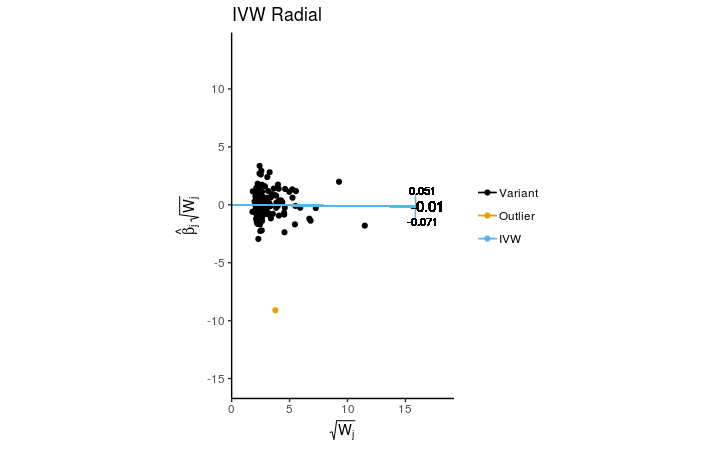 IVW Radial
10
5
0
-5
-10
-15
β̂j√Wj
0.051
-0.01
-0.071
Variant
Outlier
IVW
0
5
10
15
√Wj